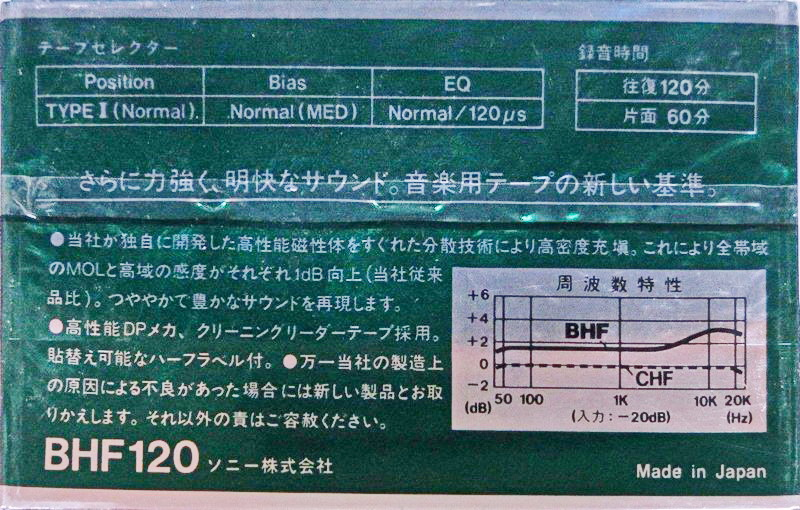 テープセレクター
Position Bias EQ
TYPE I (Normal) Normal (MED) Normal/120μs
録音時間
往復120分
片面 60分
さらに力強く、明快なサウンド。音楽用テープの新しい基準。
●当社が独自に開発した高性能磁性体をすぐれた分散技術により高密度充塡。これにより全帯域
のMOLと高域の感度がそれぞれ1dB向上(当社従来
品比)。つややかで豊かなサウンドを再現します。
●高性能DPメカ、クリーニングリーダーテープ採用。
貼替え可能なハーフラベル付。●万一当社の製造上
の原因による不良があった場合には新しい製品とお取
りかえします。それ以外の責はご容赦ください。
周波数特性
+6
+4
+2
0
-2
(dB)
BHF
CHF
50 100 1K 10K 20K
(入力:-20dB) (Hz)
BHF120 ソニー株式会社
Made in Japan